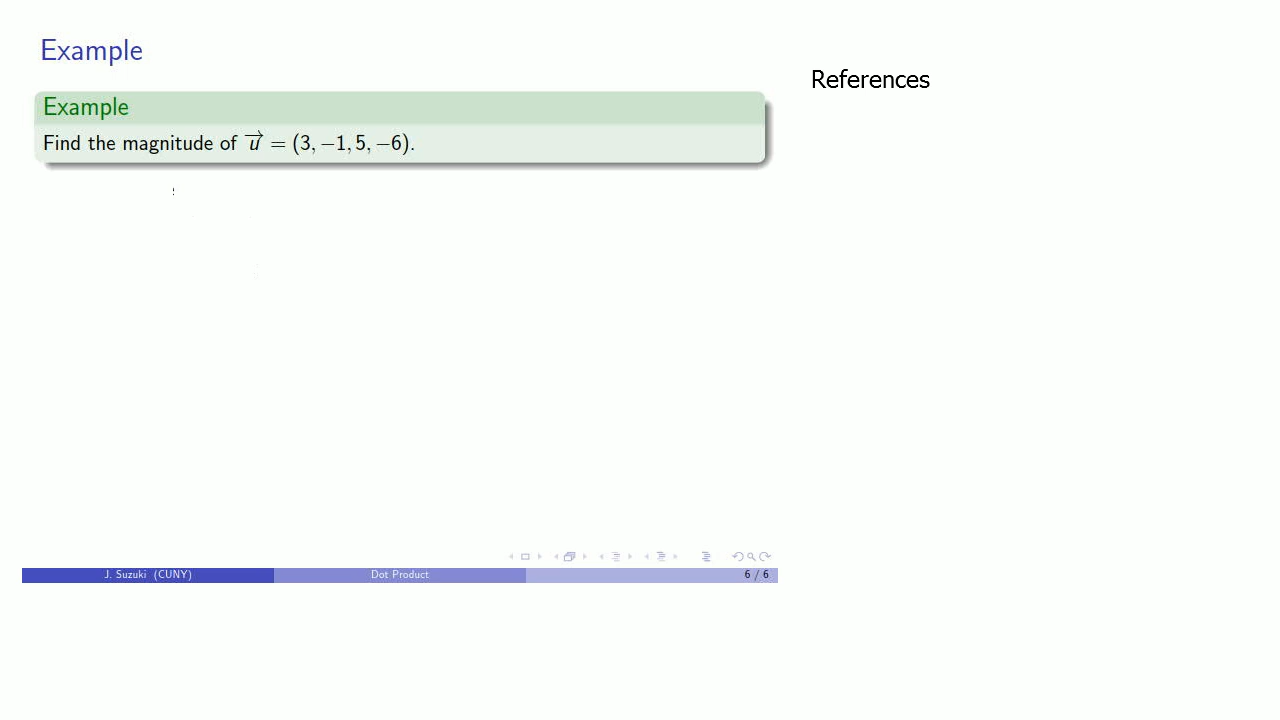 Example
References
Example
Find the magnitude of \(\overrightarrow{u} = (3, -1, 5, -6)\).
J. Suzuki (CUNY) Dot Product 6 / 6